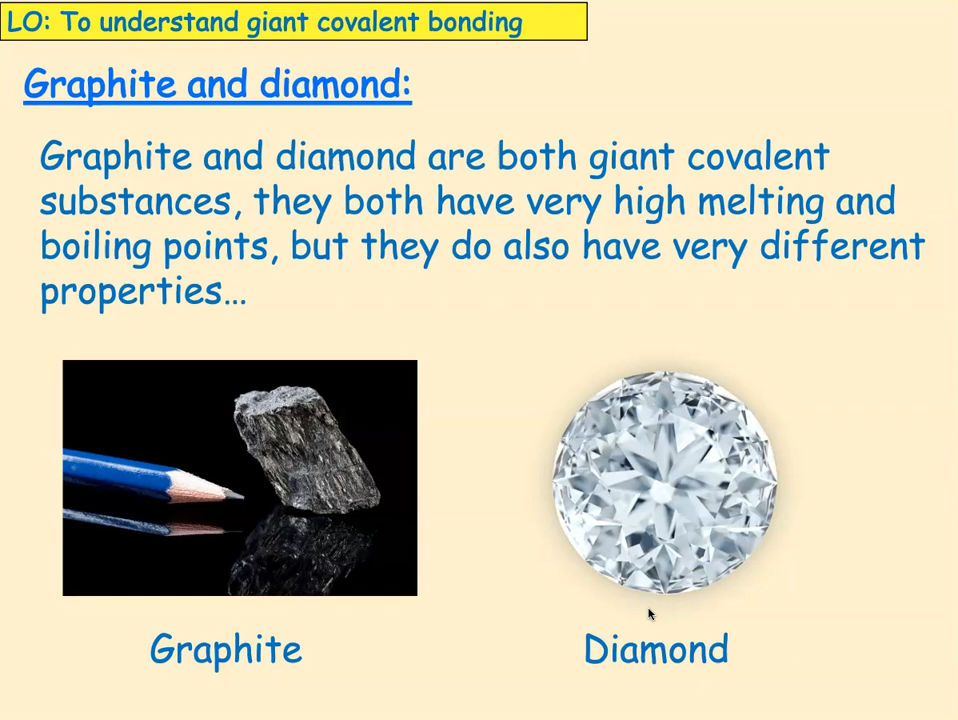 LO: To understand giant covalent bonding
Graphite and diamond:
Graphite and diamond are both giant covalent
substances, they both have very high melting and
boiling points, but they do also have very different
properties…
Graphite
Diamond